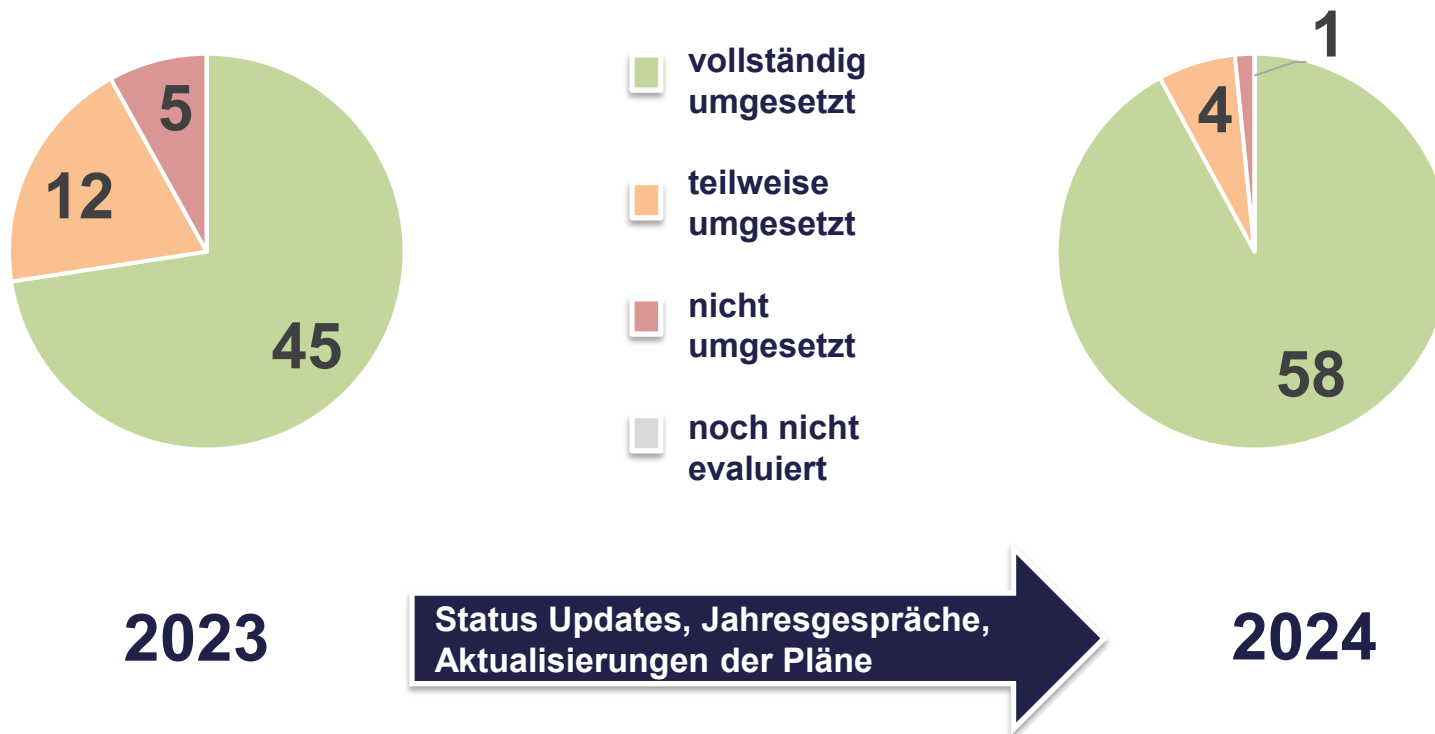 5
12
45
vollständig
umgesetzt
teilweise
umgesetzt
nicht
umgesetzt
noch nicht
evaluiert
1
4
58
2023
Status Updates, Jahresgespräche,
Aktualisierungen der Pläne
2024